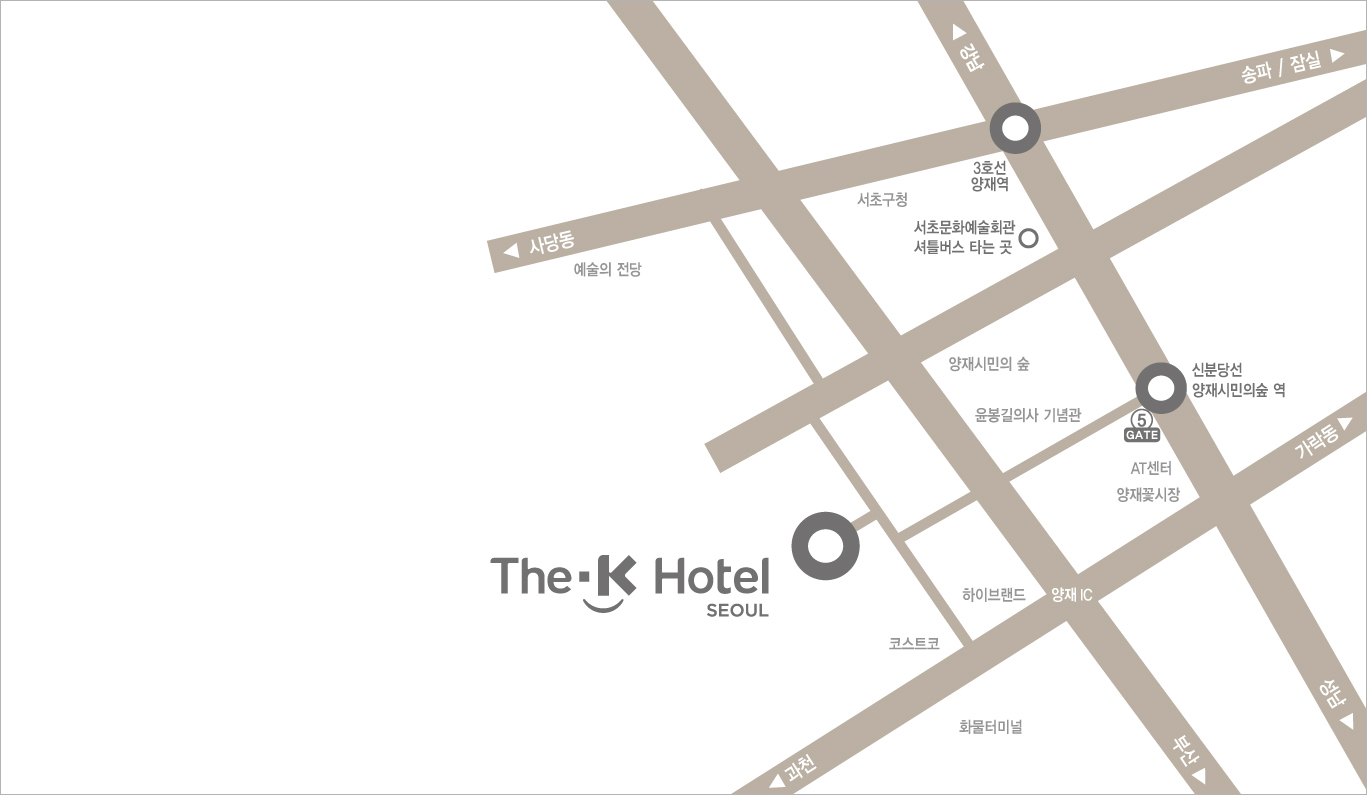 강남
송파 / 잠실
3호선
양재역
서초구청
서초문화예술회관
셔틀버스 타는 곳
사당동
예술의 전당
양재시민의 숲
신분당선
양재시민의숲 역
윤봉길의사 기념관
5
GATE
가락동
AT센터
양재꽃시장
The K Hotel
SEOUL
하이브랜드
양재 IC
코스트코
성남
화물터미널
부산
과천